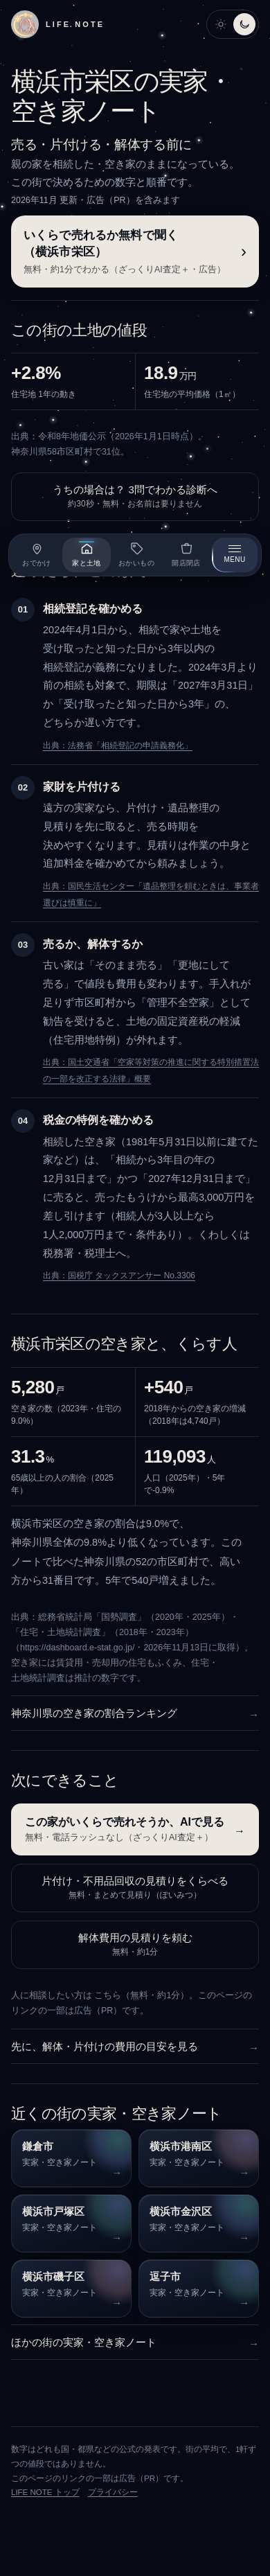 LIFE.NOTE
横浜市栄区の実家・
空き家ノート
売る・片付ける・解体する前に
親の家を相続した・空き家のままになっている。
この街で決めるための数字と順番です。
2026年11月 更新・広告（PR）を含みます
いくらで売れるか無料で聞く
（横浜市栄区）
›
無料・約1分でわかる（ざっくりAI査定＋・広告）
この街の土地の値段
+2.8%
住宅地 1年の動き
18.9万円
住宅地の平均価格（1㎡）
出典：令和8年地価公示（2026年1月1日時点）。
神奈川県58市区町村で31位。
うちの場合は？ 3問でわかる診断へ
約30秒・無料・お名前は要りません
おでかけ
家と土地
おかいもの
開店閉店
MENU
01 相続登記を確かめる
2024年4月1日から、相続で家や土地を
受け取ったと知った日から3年以内の
相続登記が義務になりました。2024年3月より
前の相続も対象で、期限は「2027年3月31日」
か「受け取ったと知った日から3年」の、
どちらか遅い方です。
出典：法務省「相続登記の申請義務化」
02 家財を片付ける
遠方の実家なら、片付け・遺品整理の
見積りを先に取ると、売る時期を
決めやすくなります。見積りは作業の中身と
追加料金を確かめてから頼みましょう。
出典：国民生活センター「遺品整理を頼むときは、事業者
選びは慎重に」
03 売るか、解体するか
古い家は「そのまま売る」「更地にして
売る」で値段も費用も変わります。手入れが
足りず市区町村から「管理不全空家」として
勧告を受けると、土地の固定資産税の軽減
（住宅用地特例）が外れます。
出典：国土交通省「空家等対策の推進に関する特別措置法
の一部を改正する法律」概要
04 税金の特例を確かめる
相続した空き家（1981年5月31日以前に建てた
家など）は、「相続から3年目の年の
12月31日まで」かつ「2027年12月31日まで」
に売ると、売ったもうけから最高3,000万円を
差し引けます（相続人が3人以上なら
1人2,000万円まで・条件あり）。くわしくは
税務署・税理士へ。
出典：国税庁 タックスアンサー No.3306
横浜市栄区の空き家と、くらす人
5,280戸
空き家の数（2023年・住宅の
9.0%）
+540戸
2018年からの空き家の増減
（2018年は4,740戸）
31.3%
65歳以上の人の割合（2025
年）
119,093人
人口（2025年）・5年
で-0.9%
横浜市栄区の空き家の割合は9.0%で、
神奈川県全体の9.8%より低くなっています。この
ノートで比べた神奈川県の52の市区町村で、高い
方から31番目です。5年で540戸増えました。
出典：総務省統計局「国勢調査」（2020年・2025年）・
「住宅・土地統計調査」（2018年・2023年）
（https://dashboard.e-stat.go.jp/・2026年11月13日に取得）。
空き家には賃貸用・売却用の住宅もふくみ、住宅・
土地統計調査は推計の数字です。
神奈川県の空き家の割合ランキング →
次にできること
この家がいくらで売れそうか、AIで見る
無料・電話ラッシュなし（ざっくりAI査定＋）
→
片付け・不用品回収の見積りをくらべる
無料・まとめて見積り（ぽいみつ）
解体費用の見積りを頼む
無料・約1分
人に相談したい方は こちら（無料・約1分）。このページの
リンクの一部は広告（PR）です。
先に、解体・片付けの費用の目安を見る →
近くの街の実家・空き家ノート
鎌倉市
実家・空き家ノート
→
横浜市港南区
実家・空き家ノート
→
横浜市戸塚区
実家・空き家ノート
→
横浜市金沢区
実家・空き家ノート
→
横浜市磯子区
実家・空き家ノート
→
逗子市
実家・空き家ノート
→
ほかの街の実家・空き家ノート →
数字はどれも国・都県などの公式の発表です。街の平均で、1軒ず
つの値段ではありません。
このページのリンクの一部は広告（PR）です。
LIFE NOTE トップ プライバシー